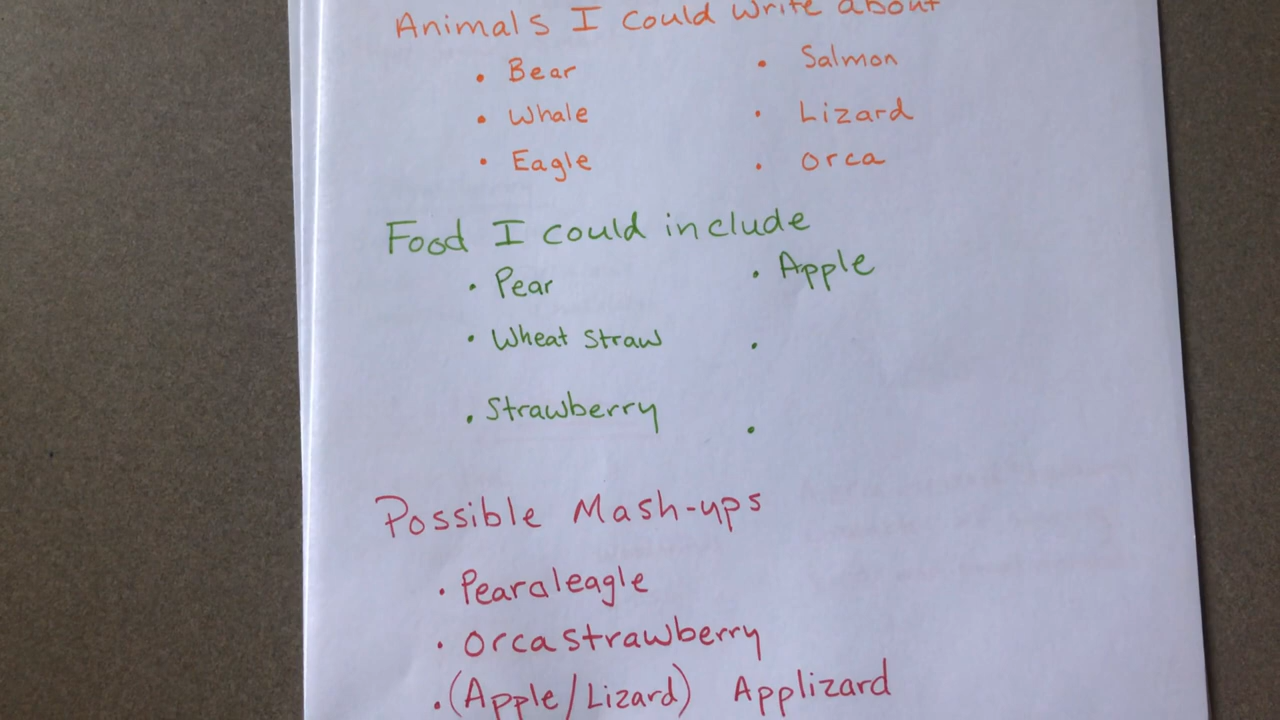 Animals I could write about
• Bear
• Salmon
• Whale
• Lizard
• Eagle
• Orca
Food I could include
• Pear
• Apple
• Wheat Straw
•
• Strawberry
•
Possible Mash-ups
• Pearaleagle
• Orcastrawberry
• (Apple/Lizard) Applizard